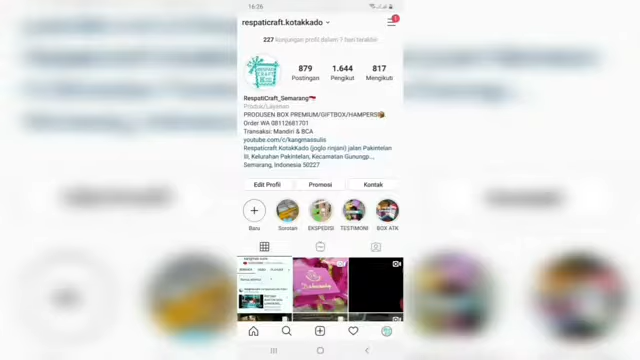 16:26
respaticraft.kotakkado
1
227 kunjungan profil dalam 7 hari terakhir
879
Postingan
1.644
Pengikut
817
Mengikuti
RespatiCraft_Semarang🇮🇩
Produk/Layanan
PRODUSEN BOX PREMIUM/GIFTBOX/HAMPERS📦
Order WA 08112681701
Transaksi: Mandiri & BCA
youtube.com/c/kangmassulis
Respaticraft KotakKado (joglo rinjani) jalan Pakintelan
III, Kelurahan Pakintelan, Kecamatan Gunungp...,
Semarang, Indonesia 50227
Edit Profil
Promosi
Kontak
Baru
Sorotan
EKSPEDISI
TESTIMONI
BOX ATK